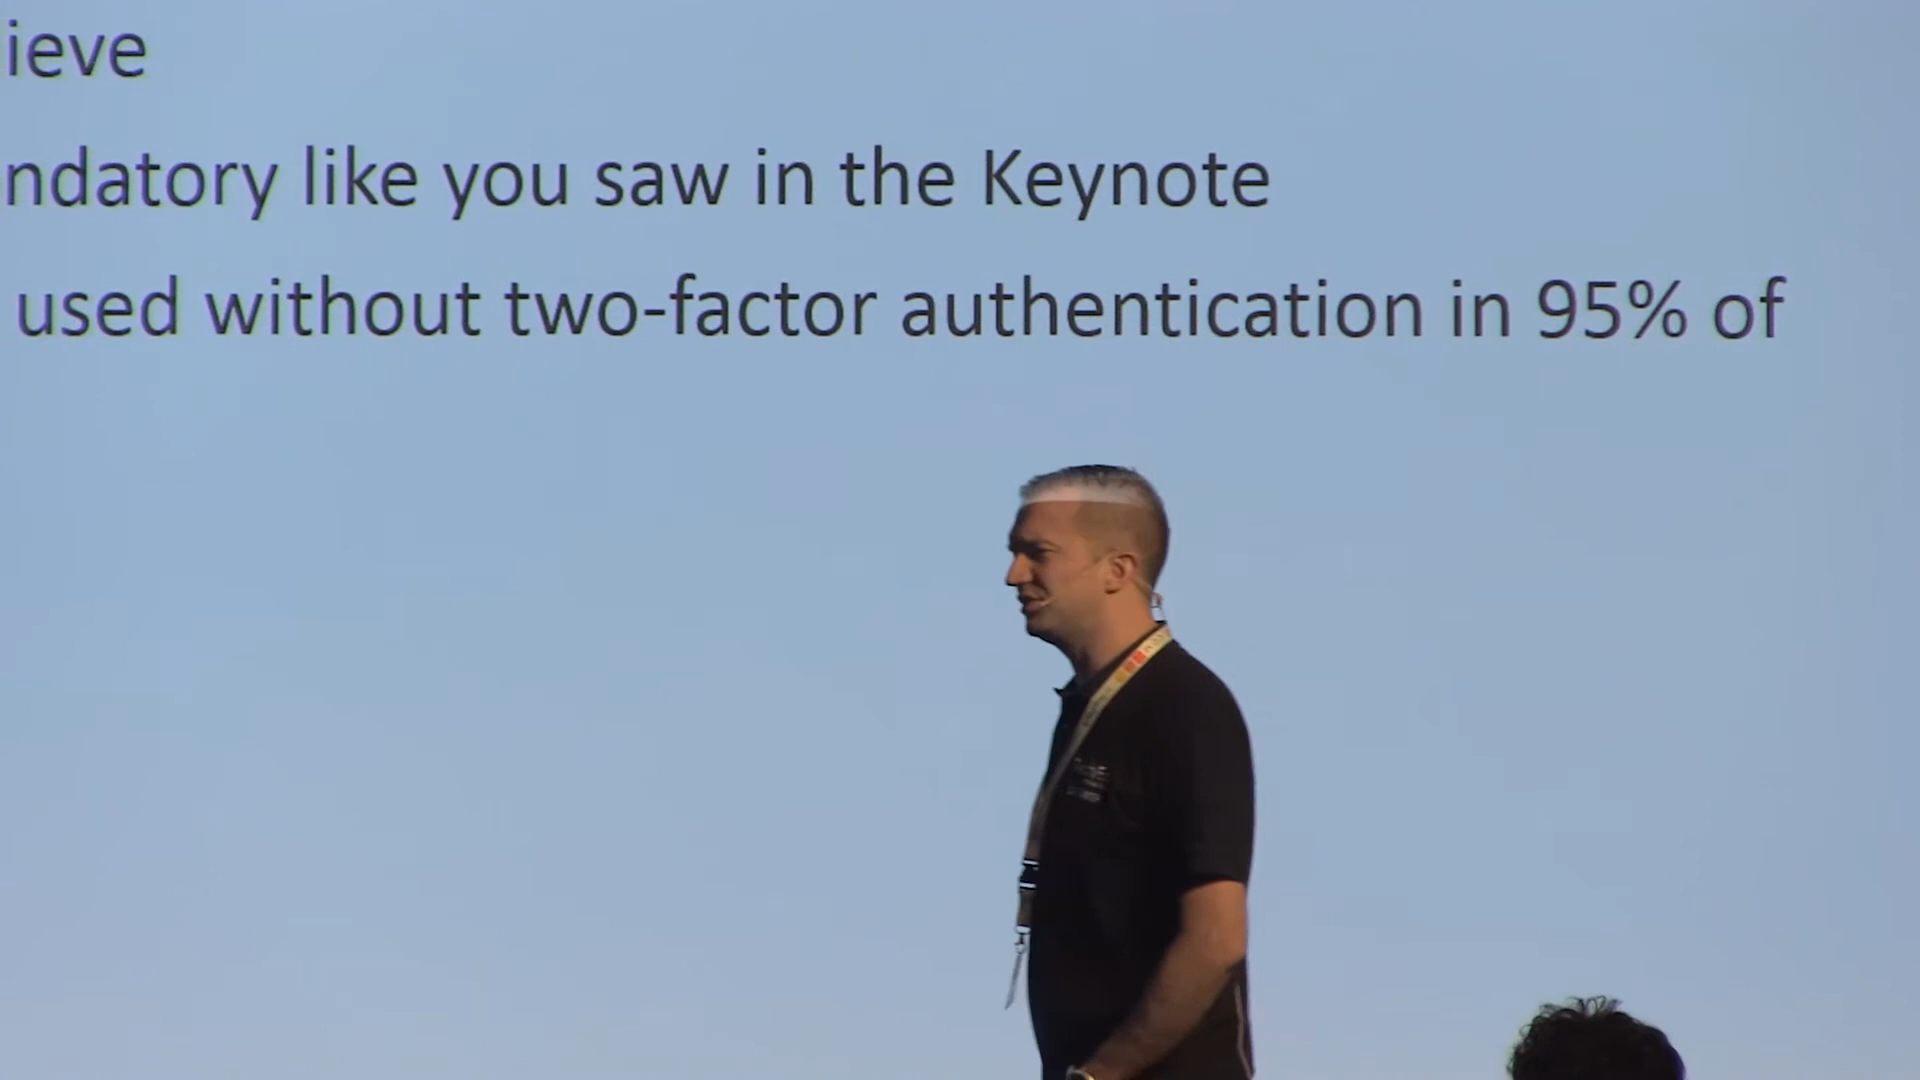 ieve
ndatory like you saw in the Keynote
used without two-factor authentication in 95% of